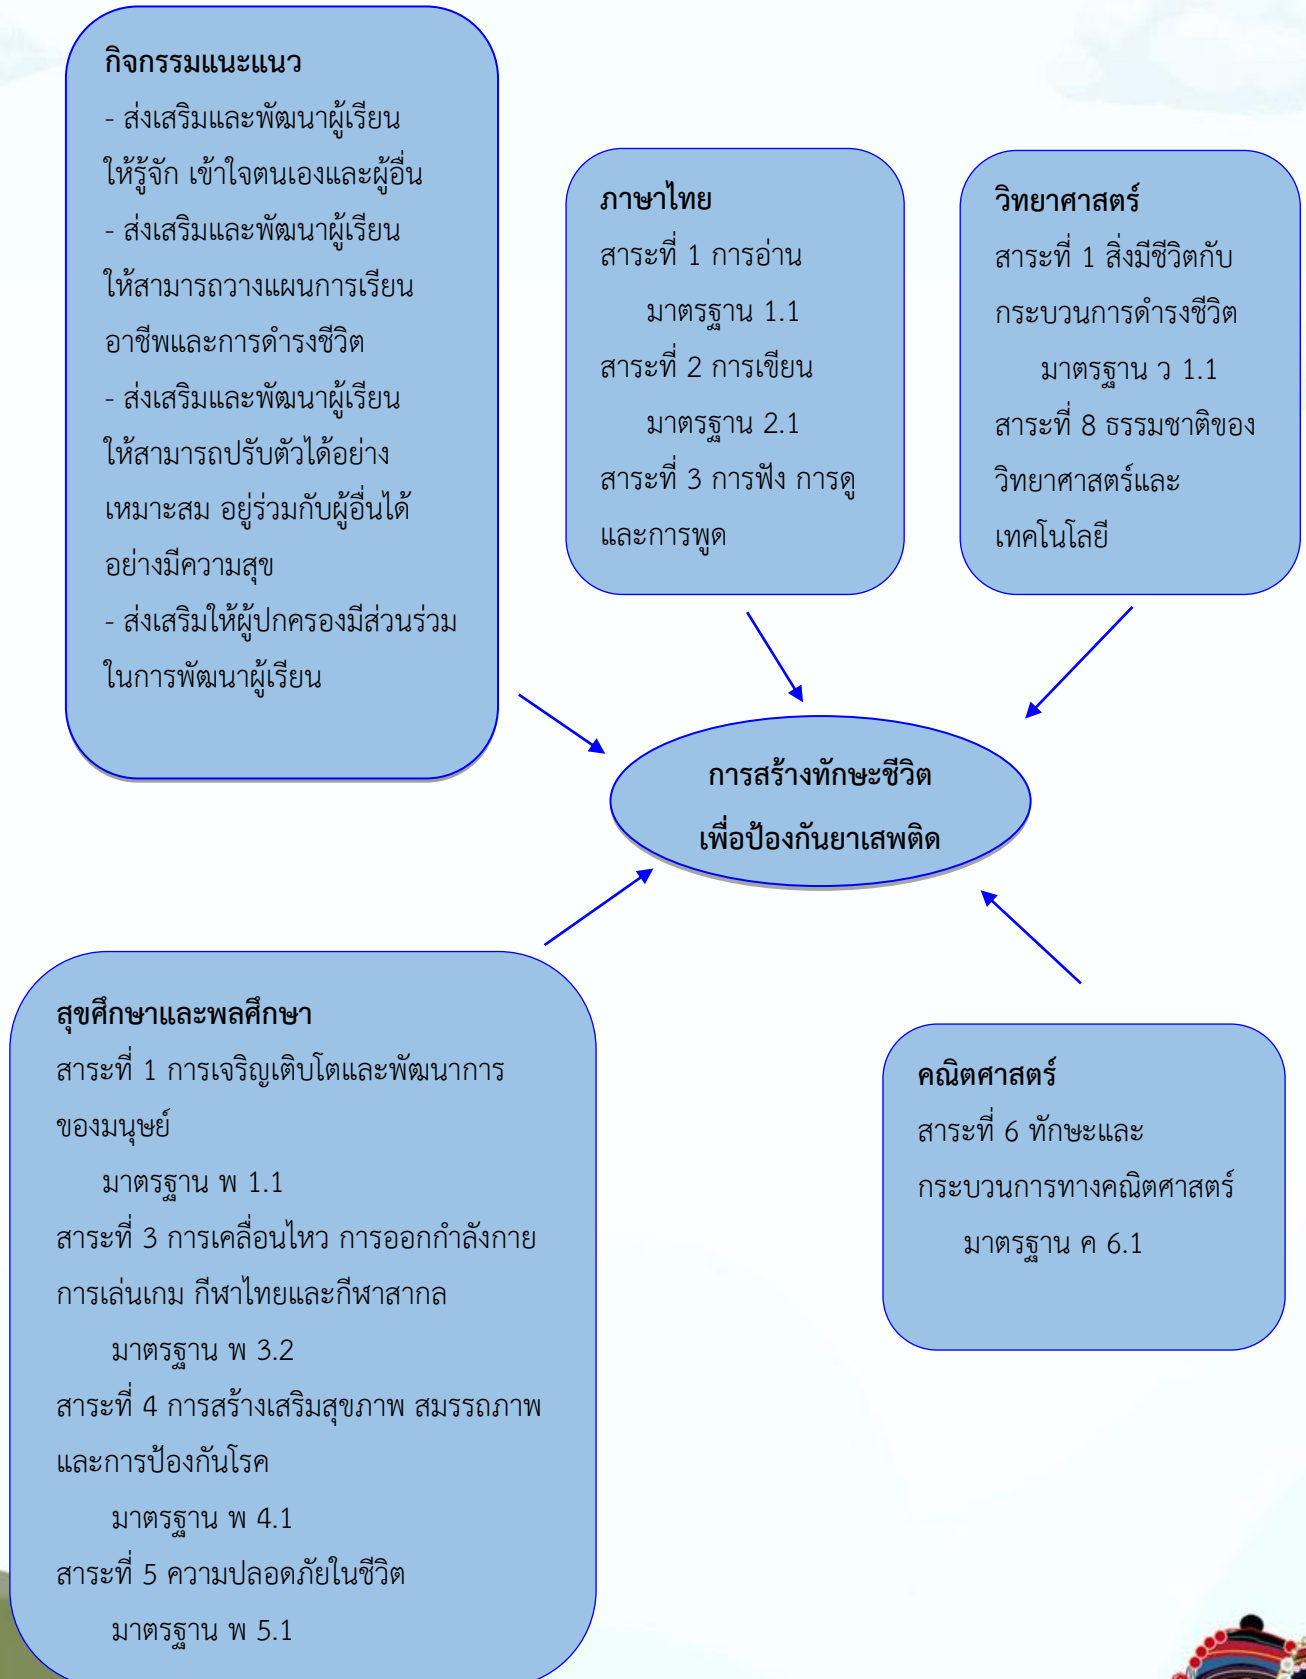 กิจกรรมแนะแนว
- ส่งเสริมและพัฒนาผู้เรียน
ให้รู้จัก เข้าใจตนเองและผู้อื่น
- ส่งเสริมและพัฒนาผู้เรียน
ให้สามารถวางแผนการเรียน
อาชีพและการดำรงชีวิต
- ส่งเสริมและพัฒนาผู้เรียน
ให้สามารถปรับตัวได้อย่าง
เหมาะสม อยู่ร่วมกับผู้อื่นได้
อย่างมีความสุข
- ส่งเสริมให้ผู้ปกครองมีส่วนร่วม
ในการพัฒนาผู้เรียน
ภาษาไทย
สาระที่ 1 การอ่าน
มาตรฐาน 1.1
สาระที่ 2 การเขียน
มาตรฐาน 2.1
สาระที่ 3 การฟัง การดู
และการพูด
วิทยาศาสตร์
สาระที่ 1 สิ่งมีชีวิตกับ
กระบวนการดำรงชีวิต
มาตรฐาน ว 1.1
สาระที่ 8 ธรรมชาติของ
วิทยาศาสตร์และ
เทคโนโลยี
การสร้างทักษะชีวิต
เพื่อป้องกันยาเสพติด
สุขศึกษาและพลศึกษา
สาระที่ 1 การเจริญเติบโตและพัฒนาการ
ของมนุษย์
มาตรฐาน พ 1.1
สาระที่ 3 การเคลื่อนไหว การออกกำลังกาย
การเล่นเกม กีฬาไทยและกีฬาสากล
มาตรฐาน พ 3.2
สาระที่ 4 การสร้างเสริมสุขภาพ สมรรถภาพ
และการป้องกันโรค
มาตรฐาน พ 4.1
สาระที่ 5 ความปลอดภัยในชีวิต
มาตรฐาน พ 5.1
คณิตศาสตร์
สาระที่ 6 ทักษะและ
กระบวนการทางคณิตศาสตร์
มาตรฐาน ค 6.1